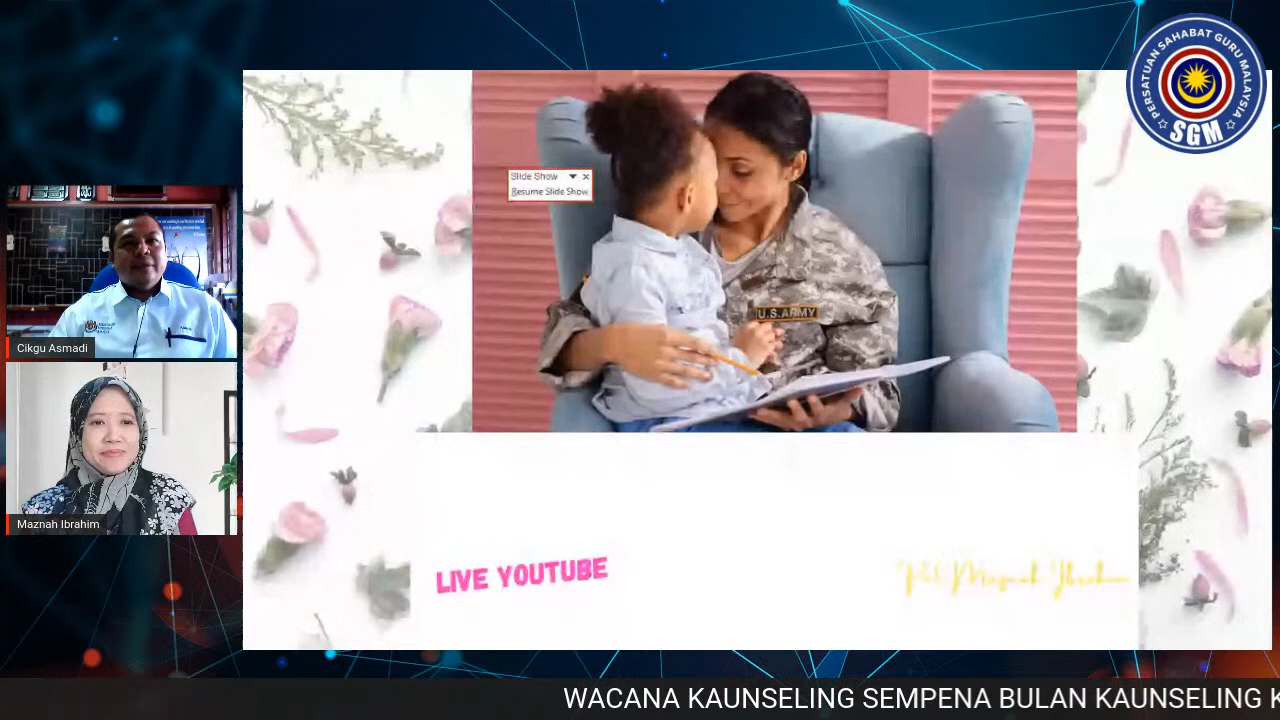 PERSATUAN SAHABAT GURU MALAYSIA
SGM
Slide Show
Resume Slide Show
U.S. ARMY
Cikgu Asmadi
Maznah Ibrahim
LIVE YOUTUBE
Ibrahim
WACANA KAUNSELING SEMPENA BULAN KAUNSELING K